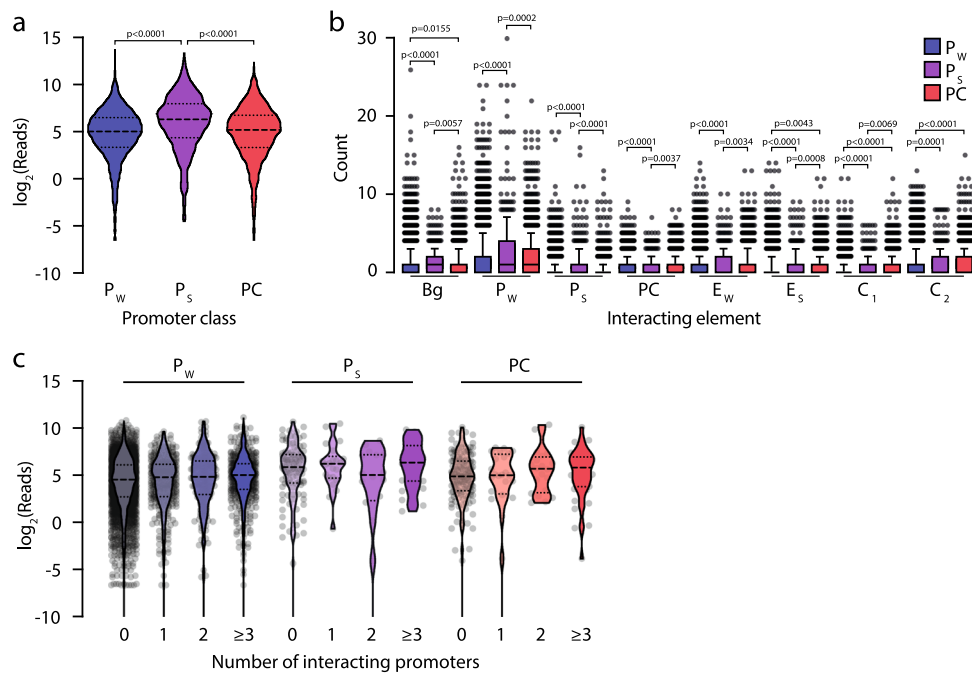 a
15
10
5
0
-5
-10
log2(Reads)
p<0.0001 p<0.0001
PW PS PC
Promoter class
b
30
20
10
0
Count
p=0.0155
p<0.0001
p=0.0057
p=0.0002
p<0.0001
p<0.0001
p<0.0001
p<0.0001
p=0.0037
p<0.0001
p=0.0034
p=0.0043
p<0.0001
p=0.0008
p=0.0069
p<0.0001
p<0.0001
p<0.0001
p=0.0001
PW
PS
PC
Bg PW PS PC EW ES C1 C2
Interacting element
c
PW PS PC
15
10
5
0
-5
-10
log2(Reads)
0 1 2 ≥3 0 1 2 ≥3 0 1 2 ≥3
Number of interacting promoters